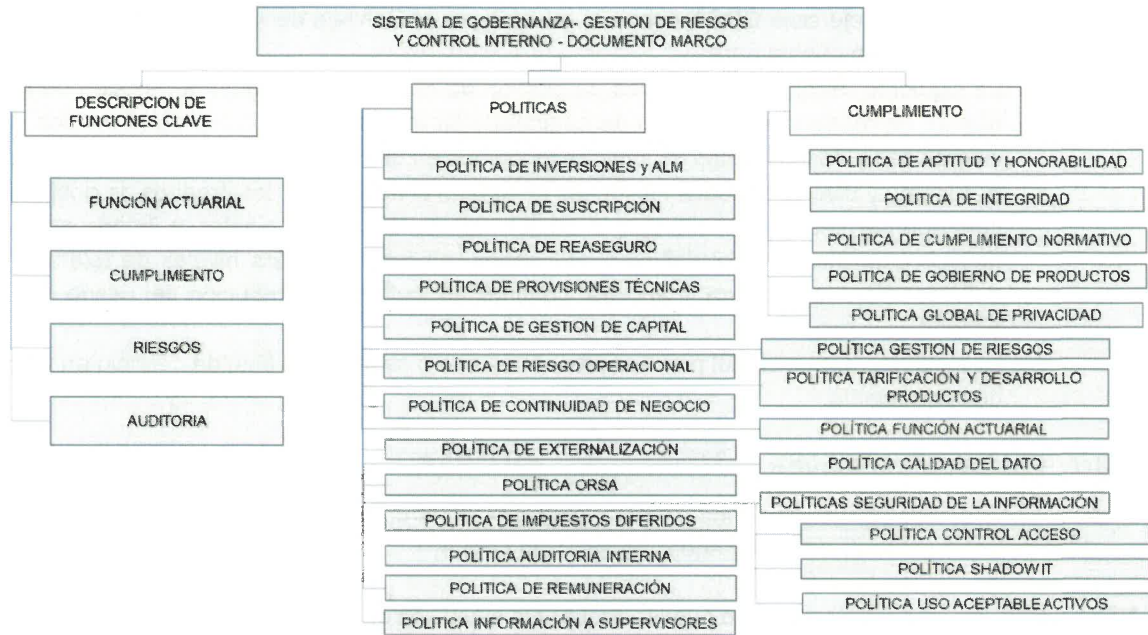 SISTEMA DE GOBERNANZA- GESTION DE RIESGOS
Y CONTROL INTERNO - DOCUMENTO MARCO
DESCRIPCION DE
FUNCIONES CLAVE
FUNCIÓN ACTUARIAL
CUMPLIMIENTO
RIESGOS
AUDITORIA
POLITICAS
POLÍTICA DE INVERSIONES y ALM
POLÍTICA DE SUSCRIPCIÓN
POLÍTICA DE REASEGURO
POLÍTICA DE PROVISIONES TÉCNICAS
POLÍTICA DE GESTION DE CAPITAL
POLÍTICA DE RIESGO OPERACIONAL
POLÍTICA DE CONTINUIDAD DE NEGOCIO
POLÍTICA DE EXTERNALIZACIÓN
POLÍTICA ORSA
POLÍTICA DE IMPUESTOS DIFERIDOS
POLÍTICA AUDITORIA INTERNA
POLITICA DE REMUNERACIÓN
POLITICA INFORMACIÓN A SUPERVISORES
CUMPLIMIENTO
POLITICA DE APTITUD Y HONORABILIDAD
POLITICA DE INTEGRIDAD
POLITICA DE CUMPLIMIENTO NORMATIVO
POLITICA DE GOBIERNO DE PRODUCTOS
POLITICA GLOBAL DE PRIVACIDAD
POLÍTICA GESTION DE RIESGOS
POLÍTICA TARIFICACIÓN Y DESARROLLO
PRODUCTOS
POLÍTICA FUNCIÓN ACTUARIAL
POLÍTICA CALIDAD DEL DATO
POLÍTICAS SEGURIDAD DE LA INFORMACIÓN
POLÍTICA CONTROL ACCESO
POLÍTICA SHADOW IT
POLÍTICA USO ACEPTABLE ACTIVOS